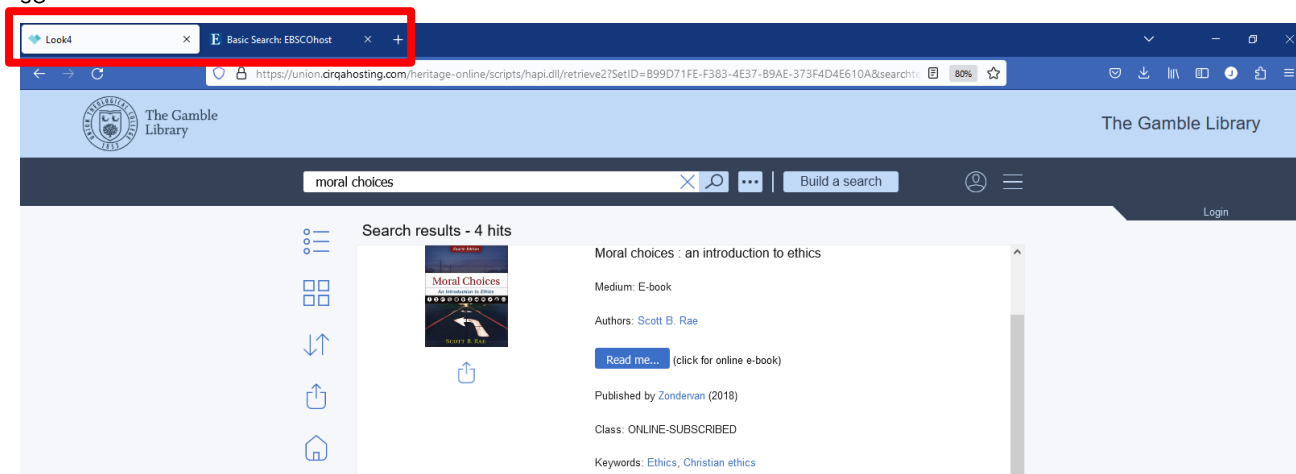 Look4
E Basic Search: EBSCOhost
https://union.cirqahosting.com/heritage-online/scripts/hapi.dll/retrieve2?SetID=B99D71FE-F383-4E37-B9AE-373F4D4E610A&searchte
80%
J
The Gamble
Library
The Gamble Library
moral choices
Build a search
Login
Search results - 4 hits
Moral choices : an introduction to ethics
Moral Choices
An Introduction to Ethics
SCOTT B. RAE
Medium: E-book
Authors: Scott B. Rae
Read me... (click for online e-book)
Published by Zondervan (2018)
Class: ONLINE-SUBSCRIBED
Keywords: Ethics, Christian ethics